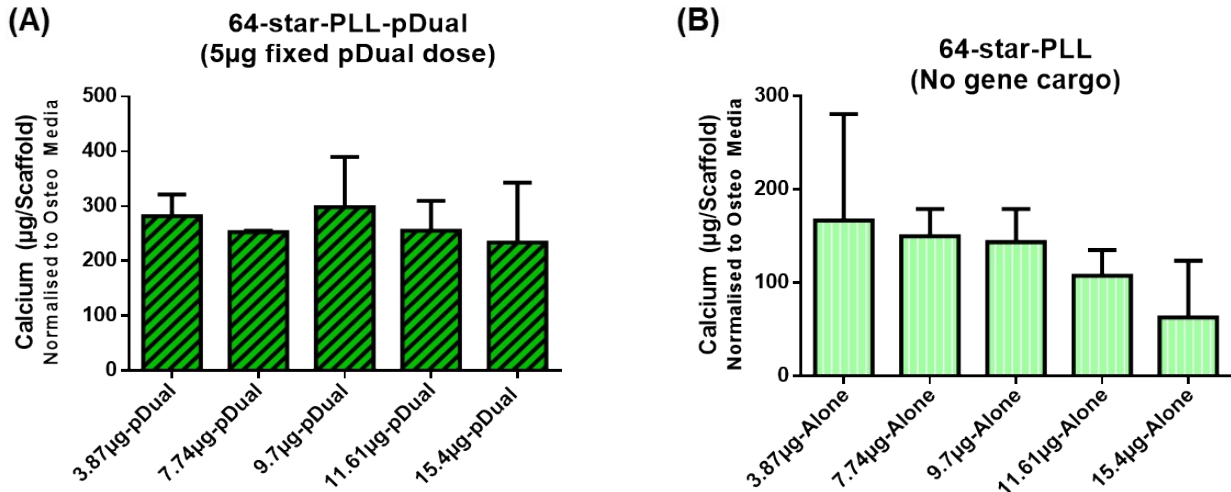 (A)
64-star-PLL-pDual
(5µg fixed pDual dose)
Calcium (µg/Scaffold)
Normalised to Osteo Media
500
400
300
200
100
0
3.87µg-pDual
7.74µg-pDual
9.7µg-pDual
11.61µg-pDual
15.4µg-pDual
(B)
64-star-PLL
(No gene cargo)
Calcium (µg/Scaffold)
Normalised to Osteo Media
300
200
100
0
3.87µg-Alone
7.74µg-Alone
9.7µg-Alone
11.61µg-Alone
15.4µg-Alone